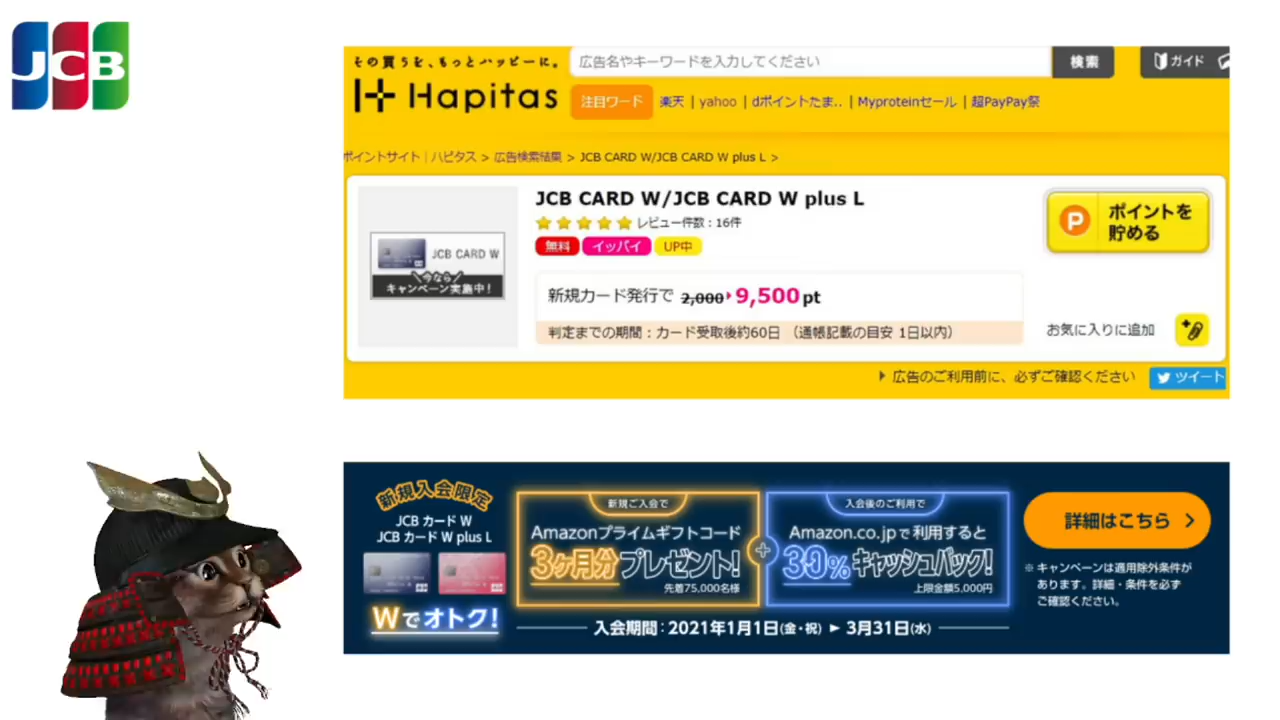 JCB
その買うを、もっとハッピーに。
Hapitas
広告名やキーワードを入力してください
検索
ガイド
注目ワード
楽天 | yahoo | dポイントたま.. | Myproteinセール | 超PayPay祭
ポイントサイト｜ハピタス > 広告検索結果 > JCB CARD W/JCB CARD W plus L >
JCB CARD W
今なら
キャンペーン実施中！
JCB CARD W/JCB CARD W plus L
レビュー件数：16件
無料 イッパイ UP中
新規カード発行で 2,000 9,500pt
判定までの期間：カード受取後約60日 （通帳記載の目安 1日以内）
ポイントを
貯める
お気に入りに追加
広告のご利用前に、必ずご確認ください
ツイート
新規入会限定
JCB カード W
JCB カード W plus L
Wでオトク!
新規ご入会で
Amazonプライムギフトコード
3ヶ月分プレゼント!
先着75,000名様
+
入会後のご利用で
Amazon.co.jpで利用すると
30%キャッシュバック!
上限金額5,000円
入会期間：2021年1月1日(金・祝) ► 3月31日(水)
詳細はこちら
※キャンペーンは適用除外条件が
あります。詳細・条件を必ず
ご確認ください。